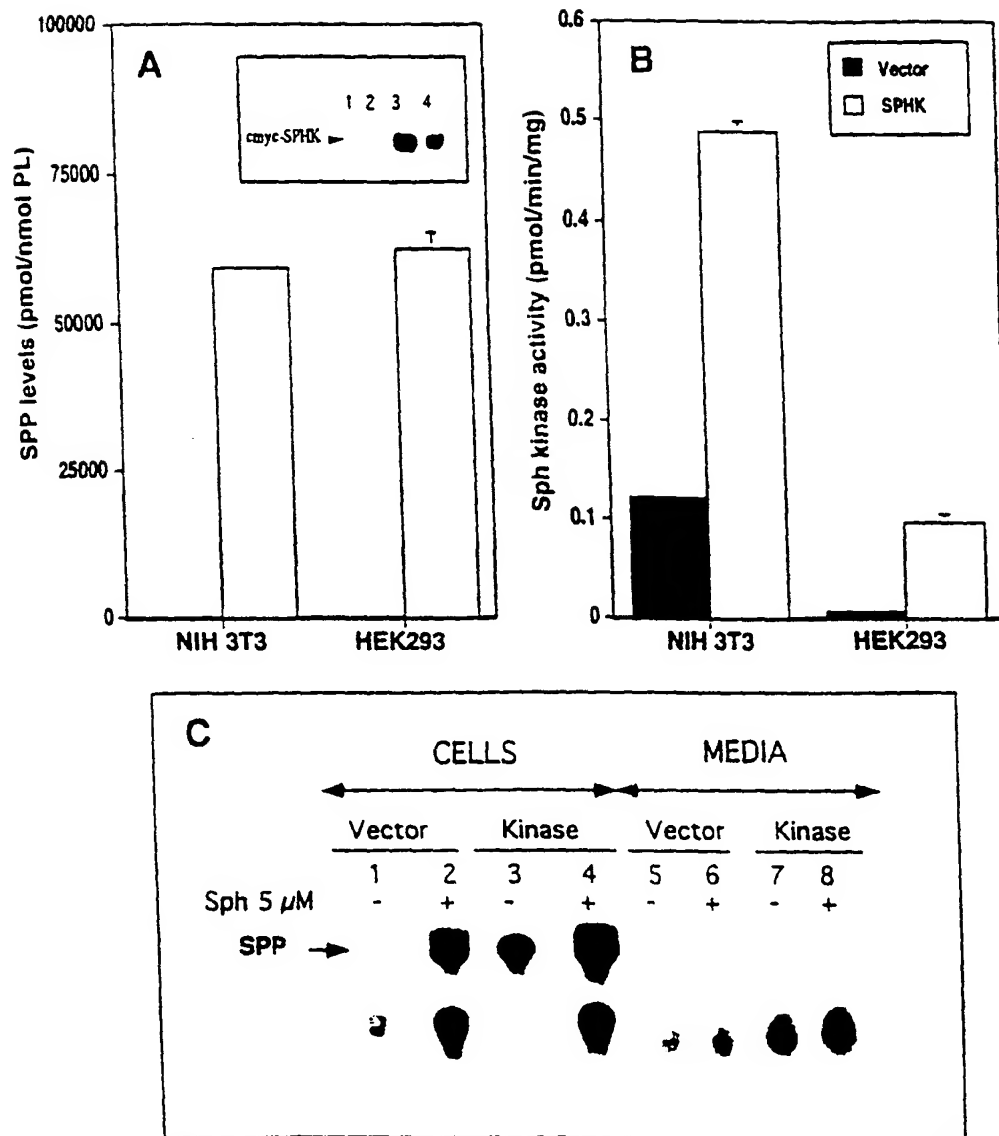 A
SPP levels (pmol/nmol PL)
100000
75000
50000
25000
0
1 2 3 4
cmyc-SPHK
NIH 3T3 HEK293
B
Sph kinase activity (pmol/min/mg)
0.6
0.5
0.4
0.3
0.2
0.1
0
Vector
SPHK
NIH 3T3 HEK293
C
CELLS MEDIA
Vector Kinase Vector Kinase
1 2 3 4 5 6 7 8
Sph 5 µM - + - + - + - +
SPP